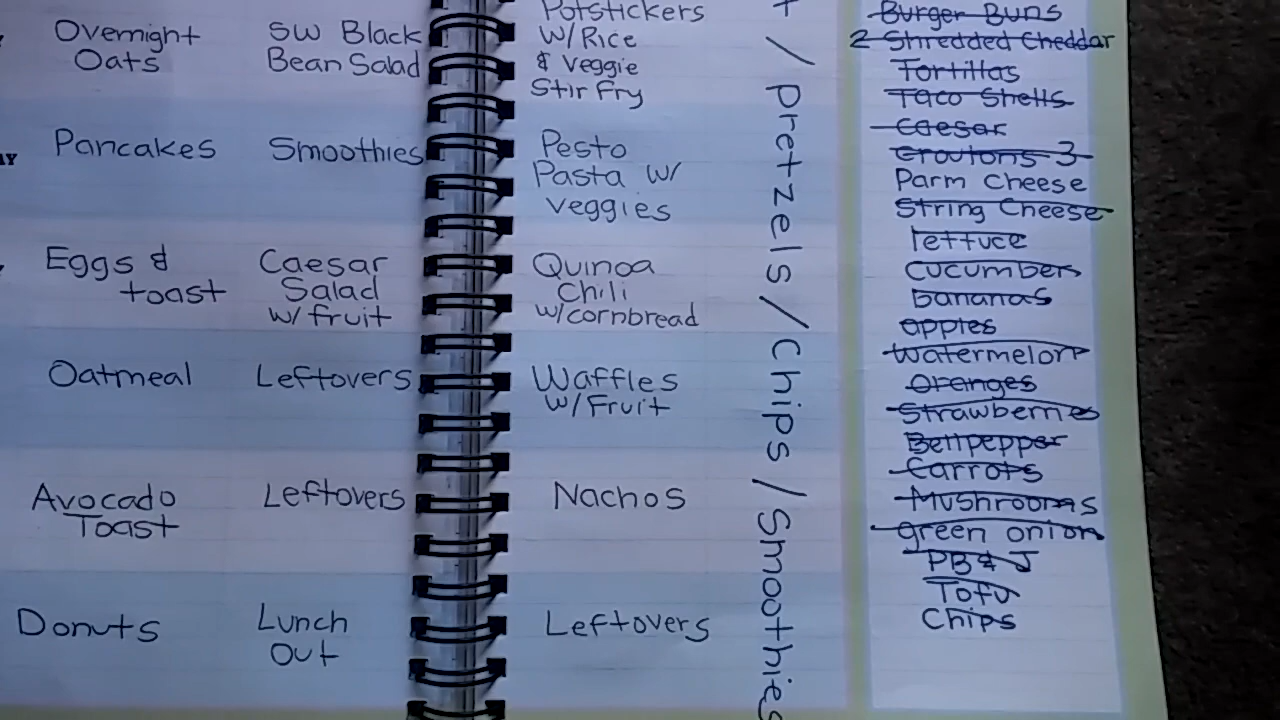 Overnight
Oats
SW Black
Bean Salad
Potstickers
W/Rice
& Veggie
Stir Fry
Pancakes
Smoothies
Pesto
Pasta w/
veggies
Eggs &
toast
Caesar
Salad
w/ fruit
Quinoa
Chili
w/cornbread
Oatmeal
Leftovers
Waffles
W/Fruit
Avocado
Toast
Leftovers
Nachos
Donuts
Lunch
Out
Leftovers
/ Pretzels / Chips / Smoothies
Burger Buns
2 Shredded Cheddar
Tortillas
Taco Shells
Caesar
Croutons 3
Parm Cheese
String Cheese
lettuce
cucumber
bananas
apples
Watermelon
Oranges
Strawberries
Bellpepper
Carrots
Mushrooms
green onion
PB & J
Tofu
Chips